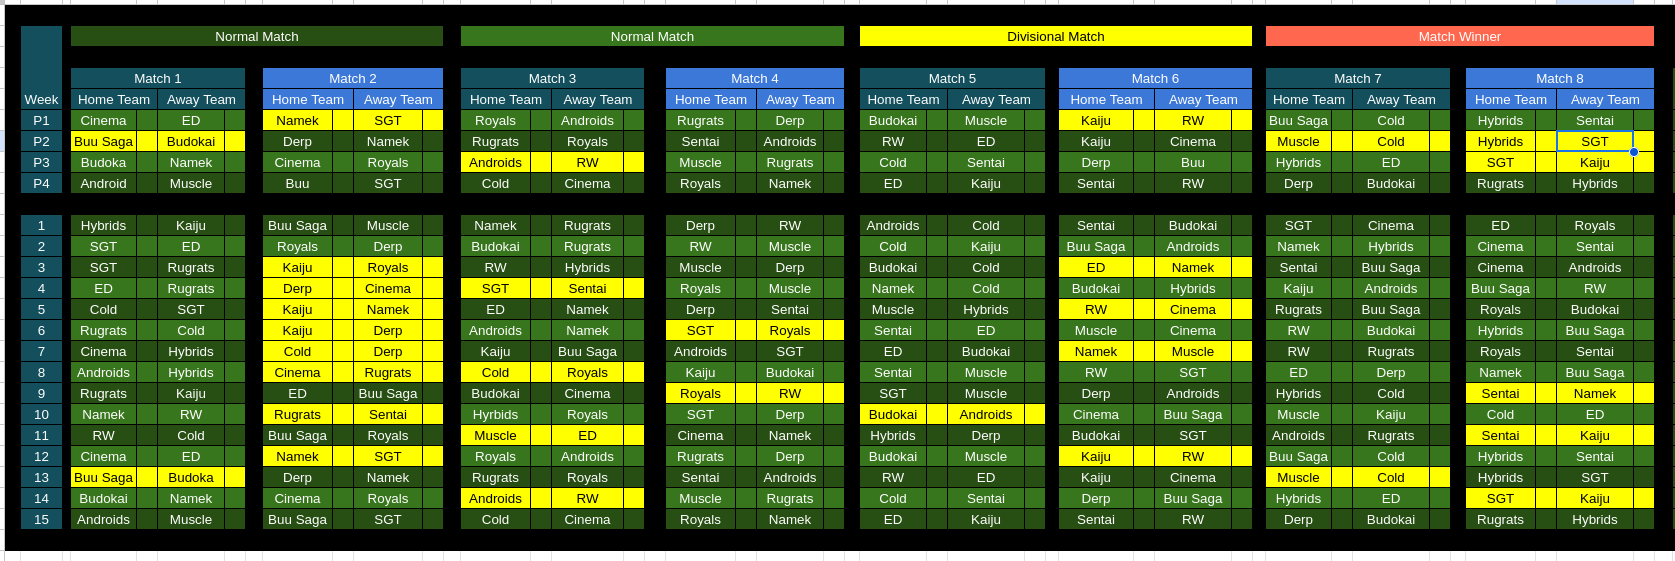 Normal Match Normal Match Divisional Match Match Winner
Match 1 Match 2 Match 3 Match 4 Match 5 Match 6 Match 7 Match 8
Week Home Team Away Team Home Team Away Team Home Team Away Team Home Team Away Team Home Team Away Team Home Team Away Team Home Team Away Team Home Team Away Team
P1 Cinema ED Namek SGT Royals Androids Rugrats Derp Budokai Muscle Kaiju RW Buu Saga Cold Hybrids Sentai
P2 Buu Saga Budokai Derp Namek Rugrats Royals Sentai Androids RW ED Kaiju Cinema Muscle Cold Hybrids SGT
P3 Budoka Namek Cinema Royals Androids RW Muscle Rugrats Cold Sentai Derp Buu Hybrids ED SGT Kaiju
P4 Android Muscle Buu SGT Cold Cinema Royals Namek ED Kaiju Sentai RW Derp Budokai Rugrats Hybrids
1 Hybrids Kaiju Buu Saga Muscle Namek Rugrats Derp RW Androids Cold Sentai Budokai SGT Cinema ED Royals
2 SGT ED Royals Derp Budokai Rugrats RW Muscle Cold Kaiju Buu Saga Androids Namek Hybrids Cinema Sentai
3 SGT Rugrats Kaiju Royals RW Hybrids Muscle Derp Budokai Cold ED Namek Sentai Buu Saga Cinema Androids
4 ED Rugrats Derp Cinema SGT Sentai Royals Muscle Namek Cold Budokai Hybrids Kaiju Androids Buu Saga RW
5 Cold SGT Kaiju Namek ED Namek Derp Sentai Muscle Hybrids RW Cinema Rugrats Buu Saga Royals Budokai
6 Rugrats Cold Kaiju Derp Androids Namek SGT Royals Sentai ED Muscle Cinema RW Budokai Hybrids Buu Saga
7 Cinema Hybrids Cold Derp Kaiju Buu Saga Androids SGT ED Budokai Namek Muscle RW Rugrats Royals Sentai
8 Androids Hybrids Cinema Rugrats Cold Royals Kaiju Budokai Sentai Muscle RW SGT ED Derp Namek Buu Saga
9 Rugrats Kaiju ED Buu Saga Budokai Cinema Royals RW SGT Muscle Derp Androids Hybrids Cold Sentai Namek
10 Namek RW Rugrats Sentai Hyrbids Royals SGT Derp Budokai Androids Cinema Buu Saga Muscle Kaiju Cold ED
11 RW Cold Buu Saga Royals Muscle ED Cinema Namek Hybrids Derp Budokai SGT Androids Rugrats Sentai Kaiju
12 Cinema ED Namek SGT Royals Androids Rugrats Derp Budokai Muscle Kaiju RW Buu Saga Cold Hybrids Sentai
13 Buu Saga Budoka Derp Namek Rugrats Royals Sentai Androids RW ED Kaiju Cinema Muscle Cold Hybrids SGT
14 Budokai Namek Cinema Royals Androids RW Muscle Rugrats Cold Sentai Derp Buu Saga Hybrids ED SGT Kaiju
15 Androids Muscle Buu Saga SGT Cold Cinema Royals Namek ED Kaiju Sentai RW Derp Budokai Rugrats Hybrids